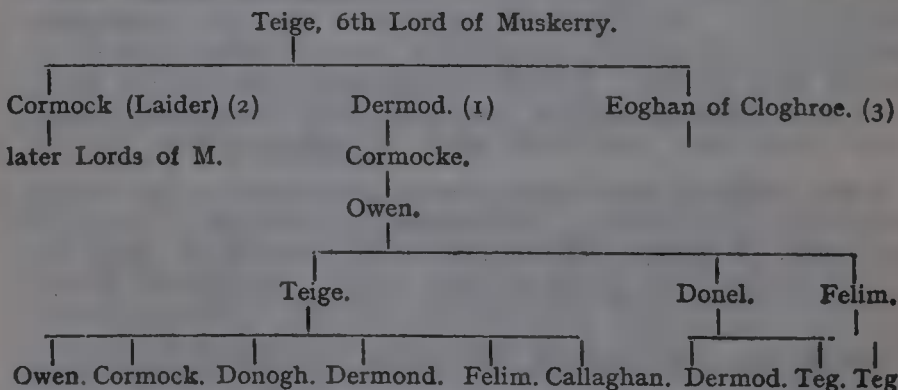 Teige, 6th Lord of Muskerry.
Cormock (Laider) (2) Dermod. (1) Eoghan of Cloghroe. (3)
later Lords of M. Cormocke.
Owen.
Teige. Donel. Felim.
Owen. Cormock. Donogh. Dermond. Felim. Callaghan. Dermod. Teg. Teg